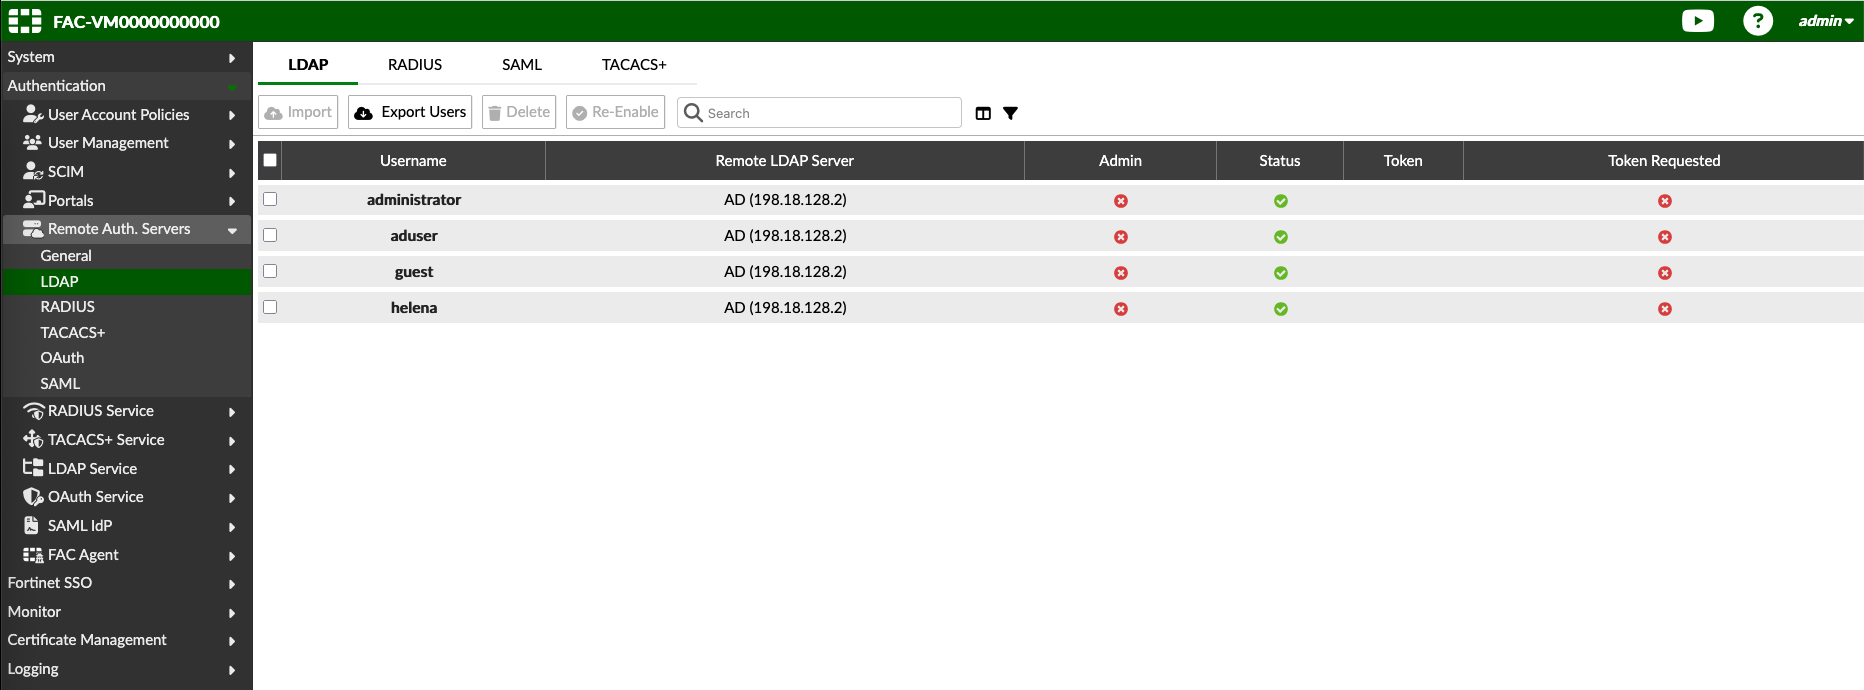 FAC-VM0000000000
admin
System
Authentication
User Account Policies
User Management
SCIM
Portals
Remote Auth. Servers
General
LDAP
RADIUS
TACACS+
OAuth
SAML
RADIUS Service
TACACS+ Service
LDAP Service
OAuth Service
SAML IdP
FAC Agent
Fortinet SSO
Monitor
Certificate Management
Logging
LDAP RADIUS SAML TACACS+
Import Export Users Delete Re-Enable Search
Username Remote LDAP Server Admin Status Token Token Requested
administrator AD (198.18.128.2)
aduser AD (198.18.128.2)
guest AD (198.18.128.2)
helena AD (198.18.128.2)